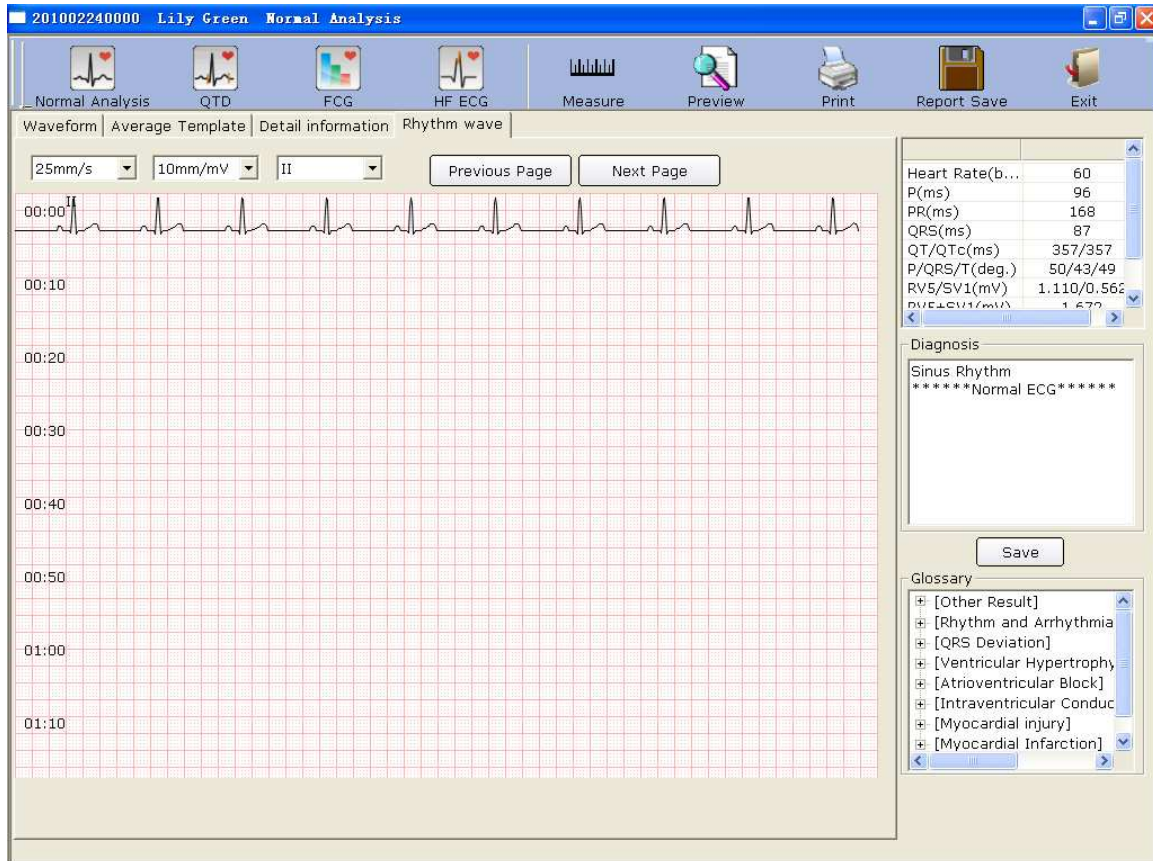 201002240000 Lily Green Normal Analysis
Normal Analysis QTD FCG HF ECG Measure Preview Print Report Save Exit
Waveform Average Template Detail information Rhythm wave
25mm/s 10mm/mV II Previous Page Next Page
II
00:00
00:10
00:20
00:30
00:40
00:50
01:00
01:10
Heart Rate(b... 60
P(ms) 96
PR(ms) 168
QRS(ms) 87
QT/QTc(ms) 357/357
P/QRS/T(deg.) 50/43/49
RV5/SV1(mV) 1.110/0.562
RV5+SV1(mV) 1.672
Diagnosis
Sinus Rhythm
******Normal ECG******
Save
Glossary
[Other Result]
[Rhythm and Arrhythmia
[QRS Deviation]
[Ventricular Hypertrophy
[Atrioventricular Block]
[Intraventricular Conduc
[Myocardial injury]
[Myocardial Infarction]